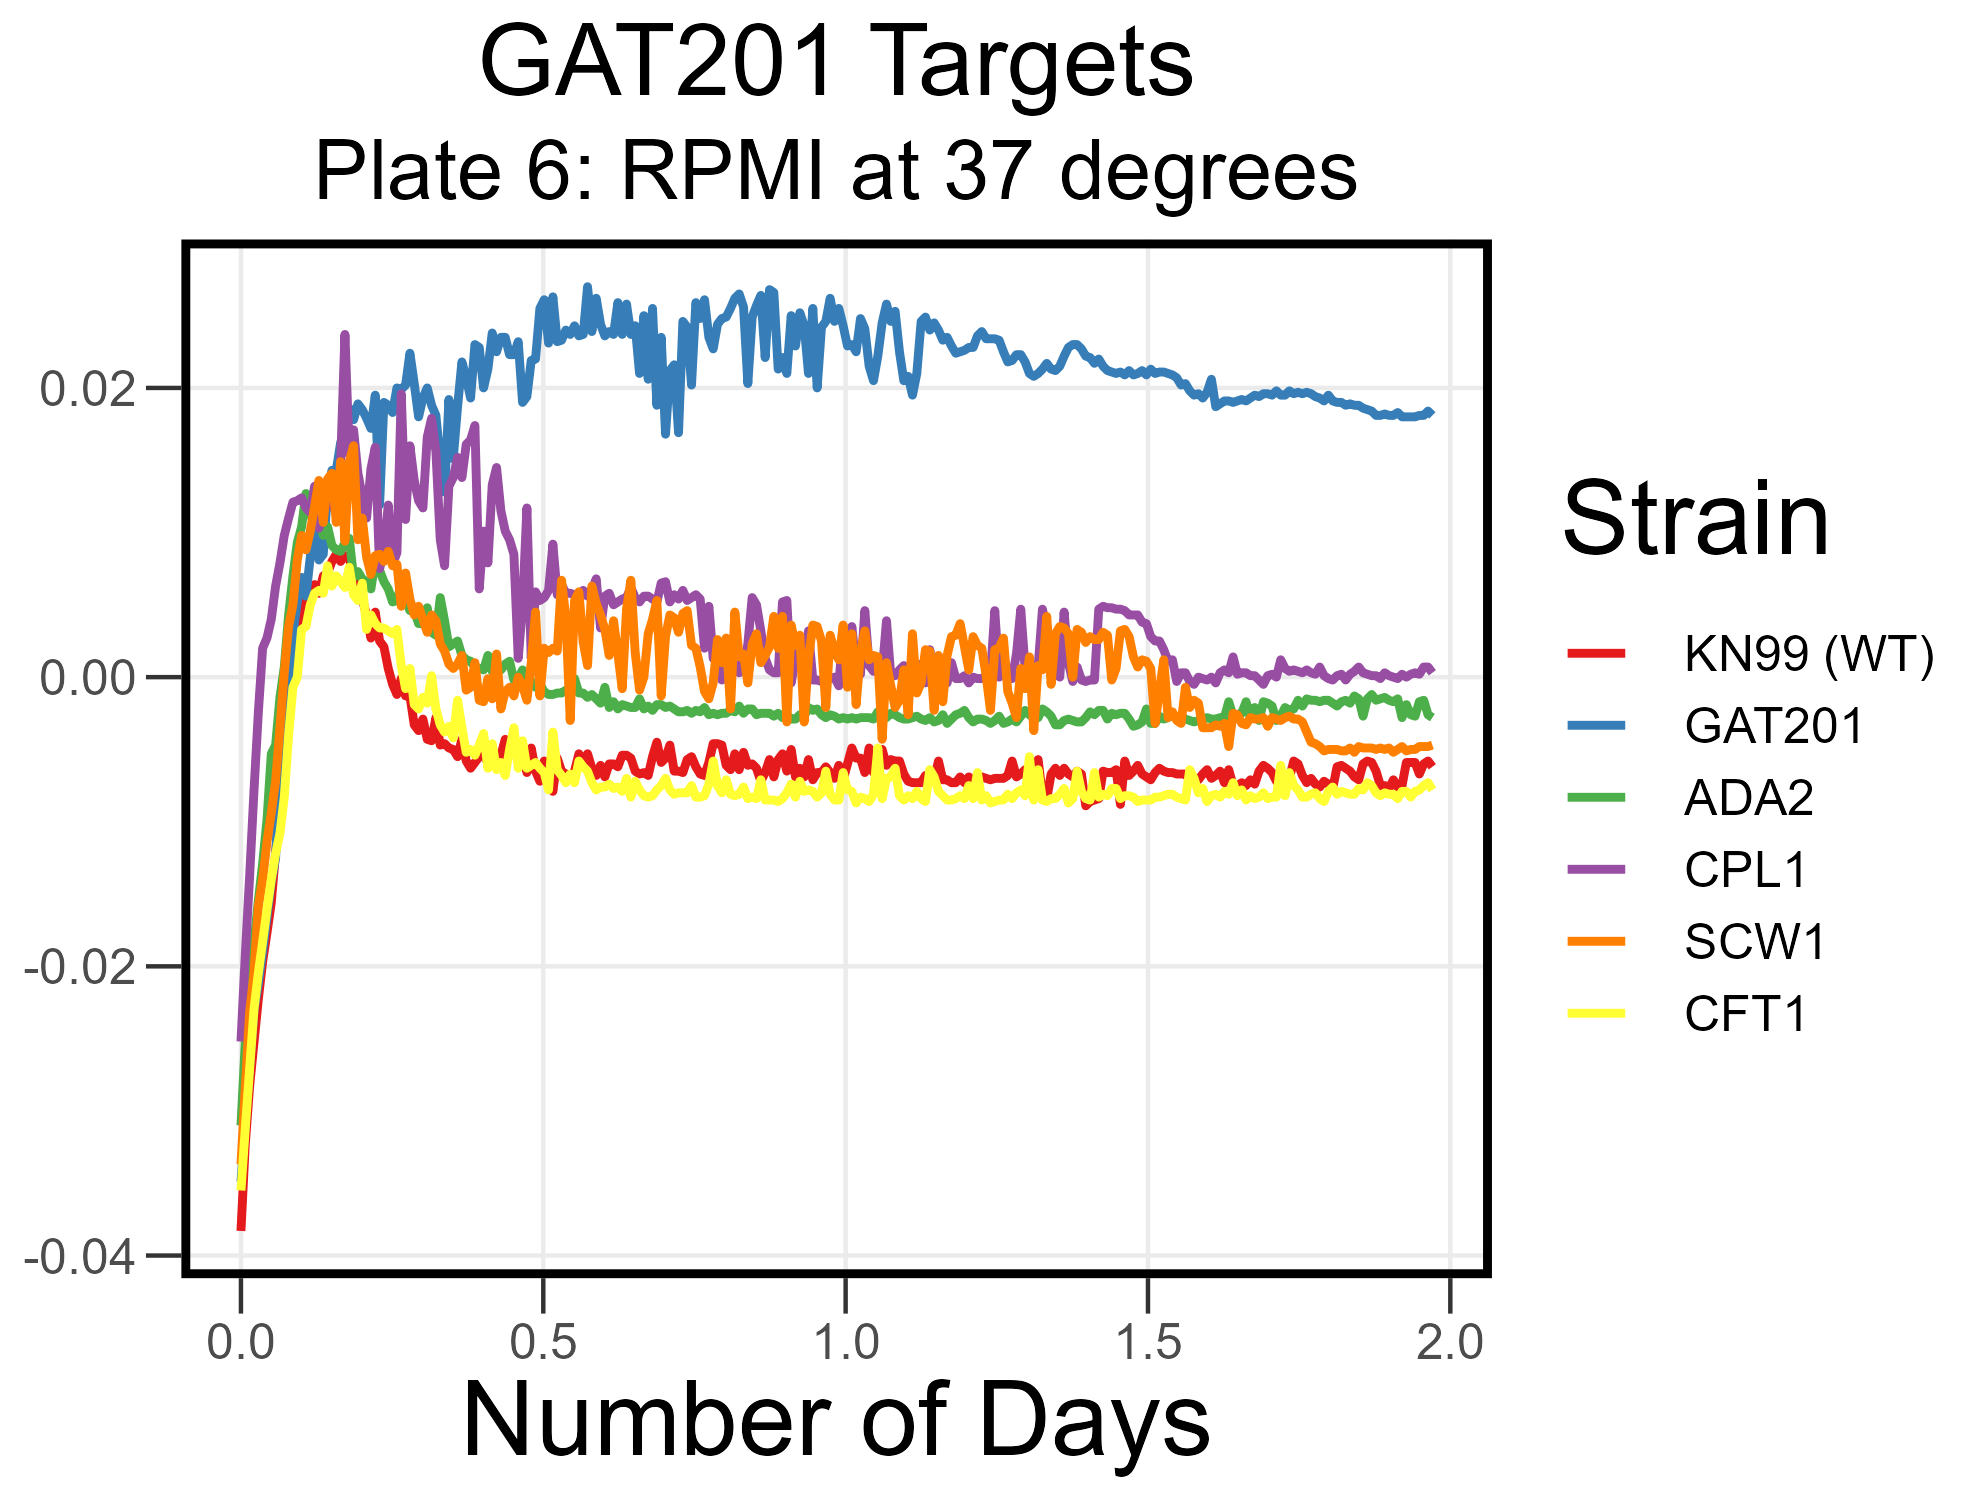 GAT201 Targets
Plate 6: RPMI at 37 degrees
0.02
0.00
-0.02
-0.04
0.0 0.5 1.0 1.5 2.0
Number of Days
Strain
KN99 (WT)
GAT201
ADA2
CPL1
SCW1
CFT1